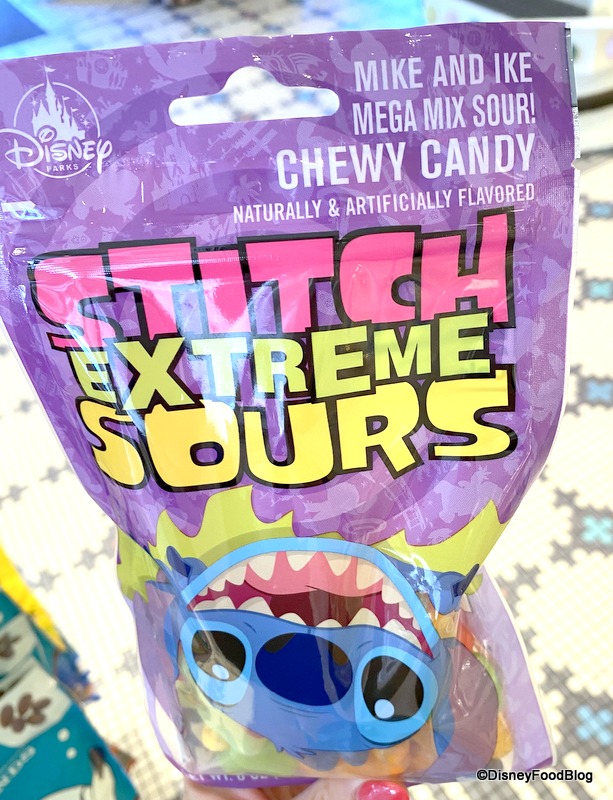 Disney
PARKS
MIKE AND IKE
MEGA MIX SOUR!
CHEWY CANDY
NATURALLY & ARTIFICIALLY FLAVORED
STITCH
EXTREME
SOURS
©DisneyFoodBlog